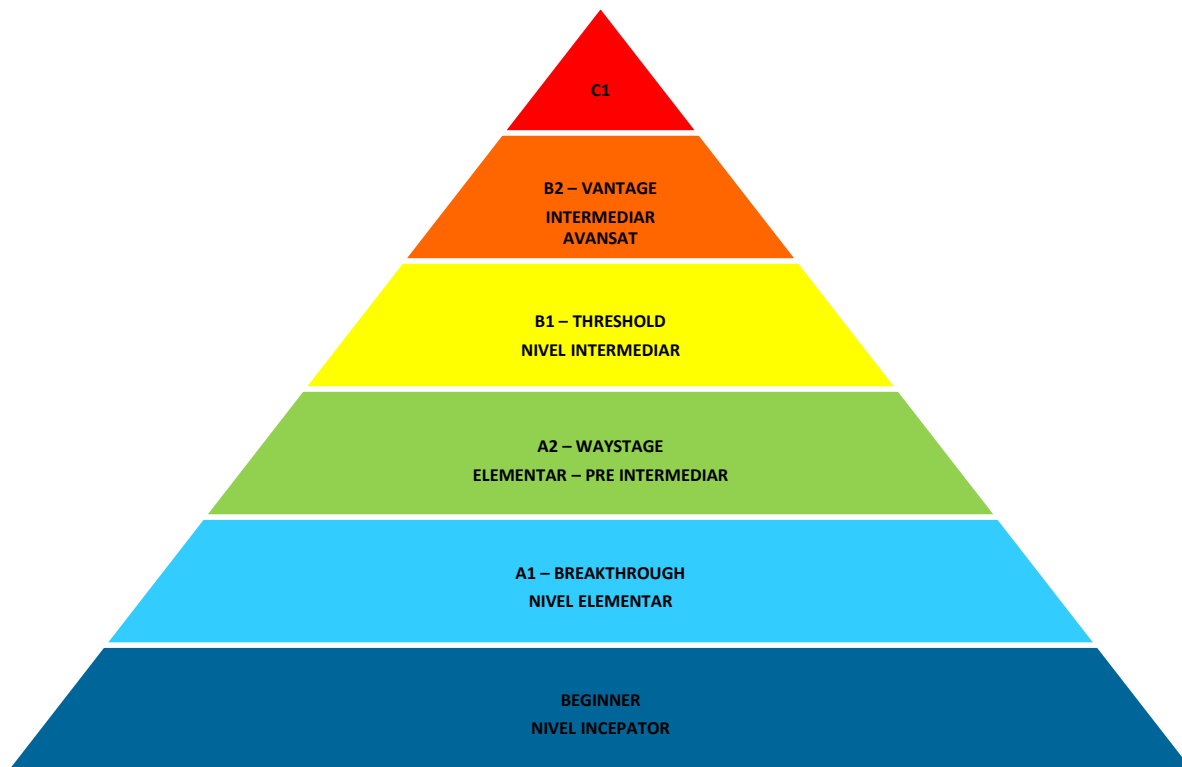 C1
B2 – VANTAGE
INTERMEDIAR
AVANSAT
B1 – THRESHOLD
NIVEL INTERMEDIAR
A2 – WAYSTAGE
ELEMENTAR – PRE INTERMEDIAR
A1 – BREAKTHROUGH
NIVEL ELEMENTAR
BEGINNER
NIVEL INCEPATOR